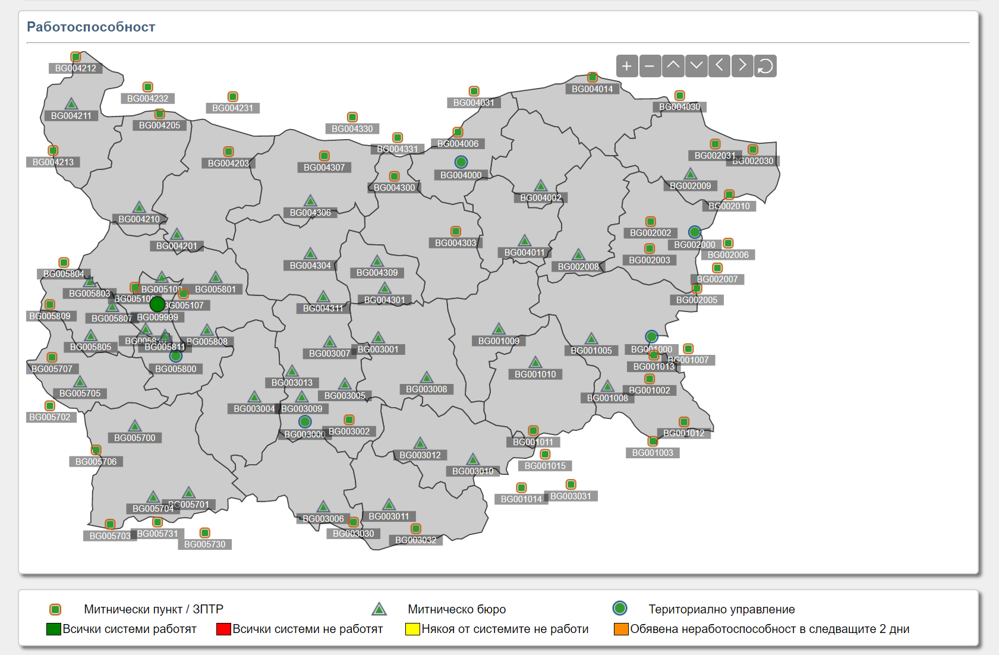 Работоспособност
BG004212
BG004232
BG004231
BG004014
BG004031
BG004030
BG004211
BG004205
BG004330
BG004006
BG004331
BG002031
BG002030
BG004213
BG004203
BG004307
BG004000
BG004300
BG002009
BG004002
BG002010
BG004306
BG004210
BG002002
BG004303
BG002000
BG004201
BG004011
BG002006
BG002003
BG004304
BG002008
BG005804
BG004309
BG002007
BG005803
BG005801
BG004301
BG002005
BG005107
BG004311
BG005809
BG005807
BG009999
BG005805
BG005811
BG005808
BG001009
BG003001
BG003007
BG001005
BG001000
BG001007
BG001013
BG005707
BG005800
BG001010
BG003013
BG003008
BG001002
BG005705
BG003005
BG001008
BG003004
BG003009
BG005702
BG003002
BG003000
BG001012
BG005700
BG001011
BG001003
BG003012
BG005706
BG001015
BG003010
BG003031
BG001014
BG005701
BG005704
BG003011
BG003006
BG005731
BG003030
BG005703
BG003032
BG005730
Митнически пункт / ЗПТР
Митническо бюро
Териториално управление
Всички системи работят
Всички системи не работят
Някоя от системите не работи
Обявена неработоспособност в следващите 2 дни